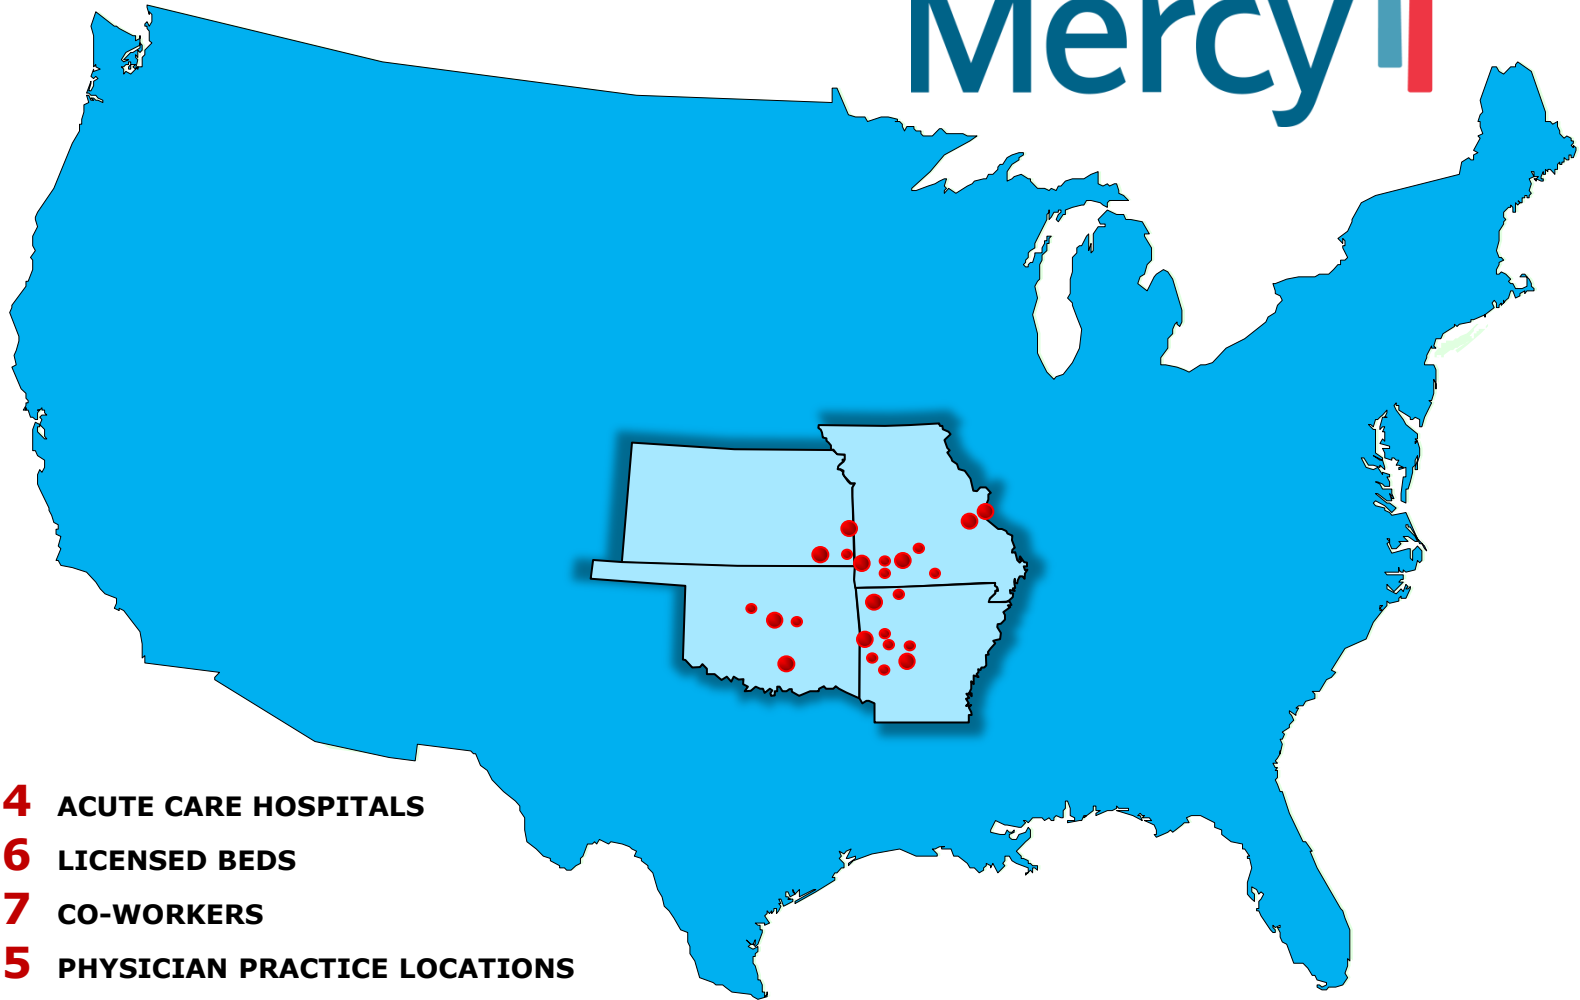 Mercy
4 ACUTE CARE HOSPITALS
6 LICENSED BEDS
7 CO-WORKERS
5 PHYSICIAN PRACTICE LOCATIONS